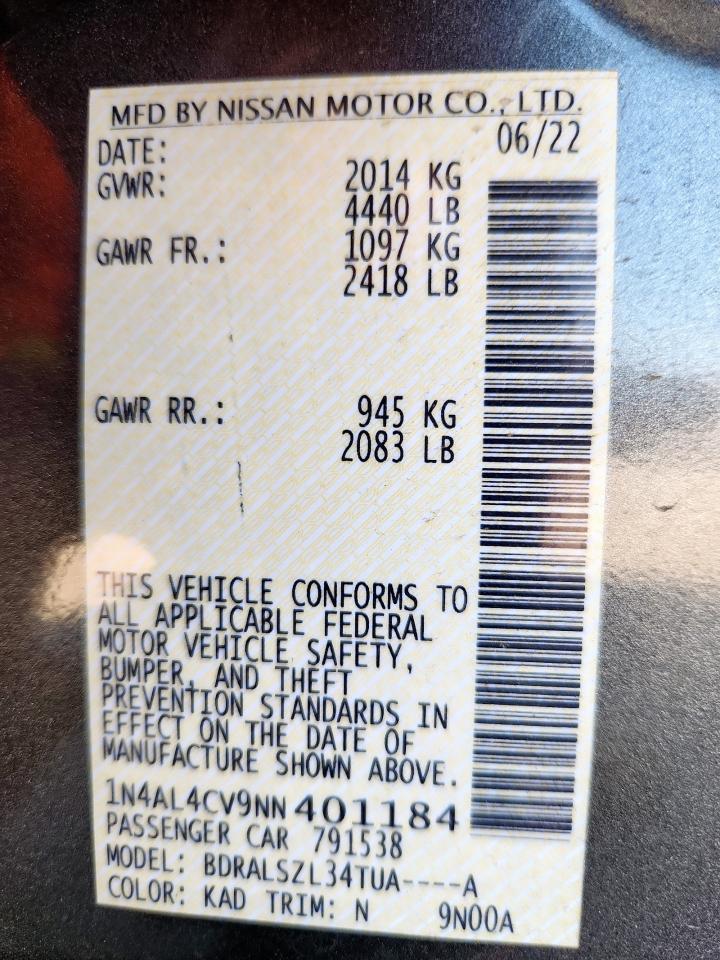 MFD BY NISSAN MOTOR CO., LTD.
DATE: 06/22
GVWR: 2014 KG
4440 LB
GAWR FR.: 1097 KG
2418 LB
GAWR RR.: 945 KG
2083 LB
THIS VEHICLE CONFORMS TO
ALL APPLICABLE FEDERAL
MOTOR VEHICLE SAFETY,
BUMPER, AND THEFT
PREVENTION STANDARDS IN
EFFECT ON THE DATE OF
MANUFACTURE SHOWN ABOVE.
1N4AL4CV9NN401184
PASSENGER CAR 791538
MODEL: BDRALSZL34TUA----A
COLOR: KAD TRIM: N 9N00A